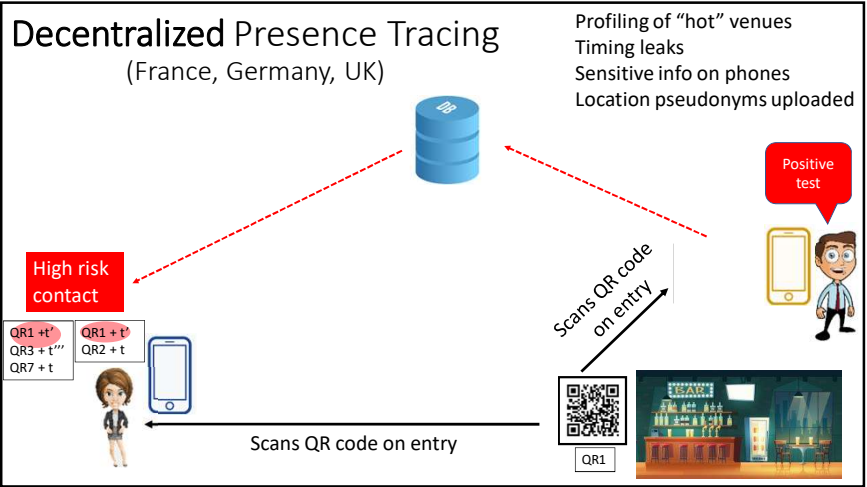 Decentralized Presence Tracing
(France, Germany, UK)
Profiling of “hot” venues
Timing leaks
Sensitive info on phones
Location pseudonyms uploaded
DB
Positive
test
High risk
contact
QR1 +t’
QR3 + t’’’
QR7 + t
QR1 + t’
QR2 + t
Scans QR code
on entry
Scans QR code on entry
QR1
BAR